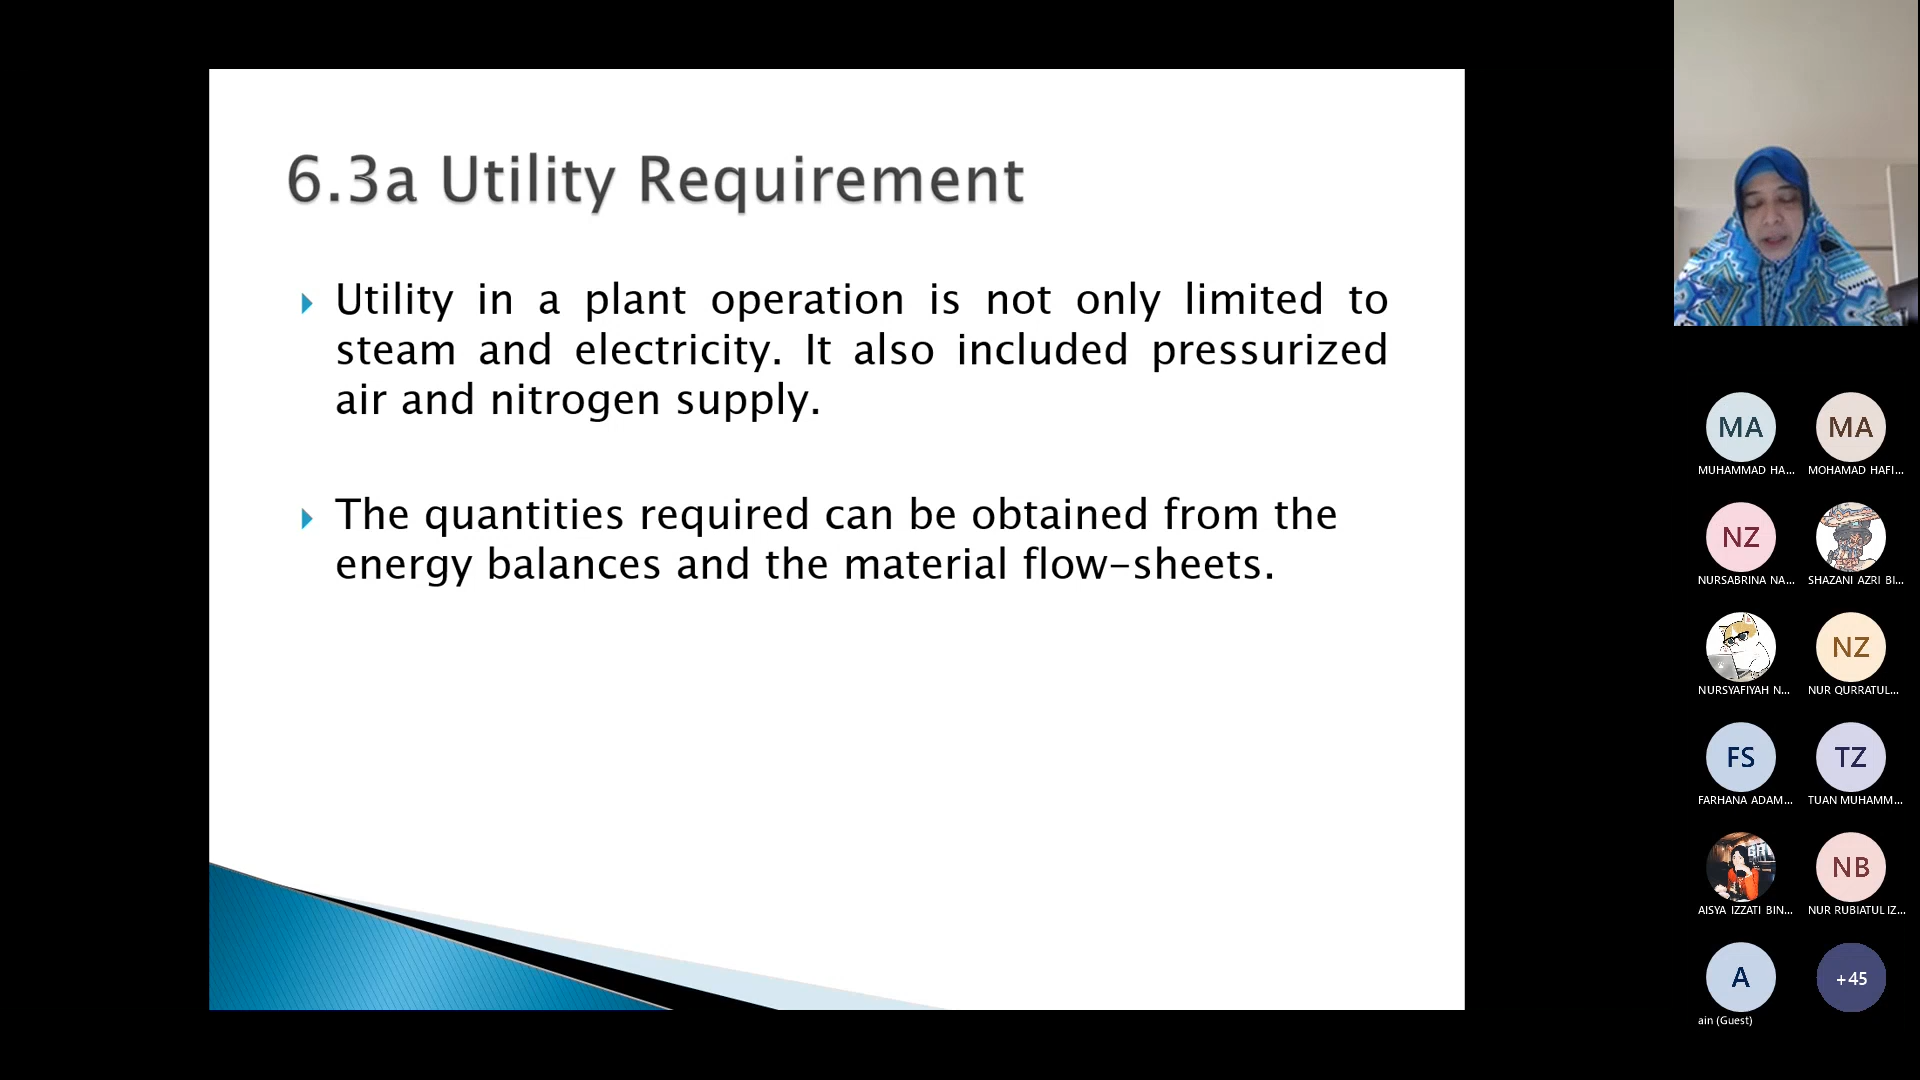 6.3a Utility Requirement
Utility in a plant operation is not only limited to
steam and electricity. It also included pressurized
air and nitrogen supply.
The quantities required can be obtained from the
energy balances and the material flow-sheets.
MA
MA
MUHAMMAD HA...
MOHAMAD HAFI...
NZ
NURSABRINA NA...
SHAZANI AZRI BI...
NZ
NURSYAFIYAH N...
NUR QURRATUL...
FS
TZ
FARHANA ADAM...
TUAN MUHAMM...
NB
AISYA IZZATI BIN...
NUR RUBIATUL IZ...
A
+45
ain (Guest)